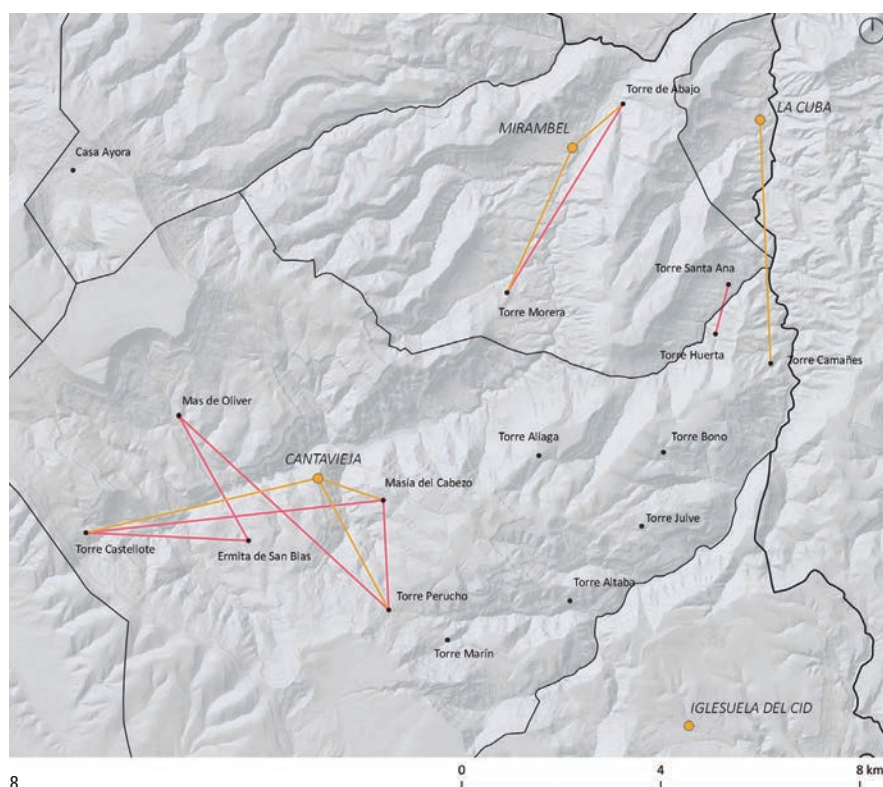 Torre de Abajo
LA CUBA
MIRAMBEL
Casa Ayora
Torre Santa Ana
Torre Morera
Torre Huerta
Torre Camañes
Mas de Oliver
Torre Aliaga
Torre Bono
CANTAVIEJA
Masía del Cabezo
Torre Julve
Torre Castellote
Ermita de San Blas
Torre Perucho
Torre Altaba
Torre Marín
IGLESUELA DEL CID
8
0 4 8 km